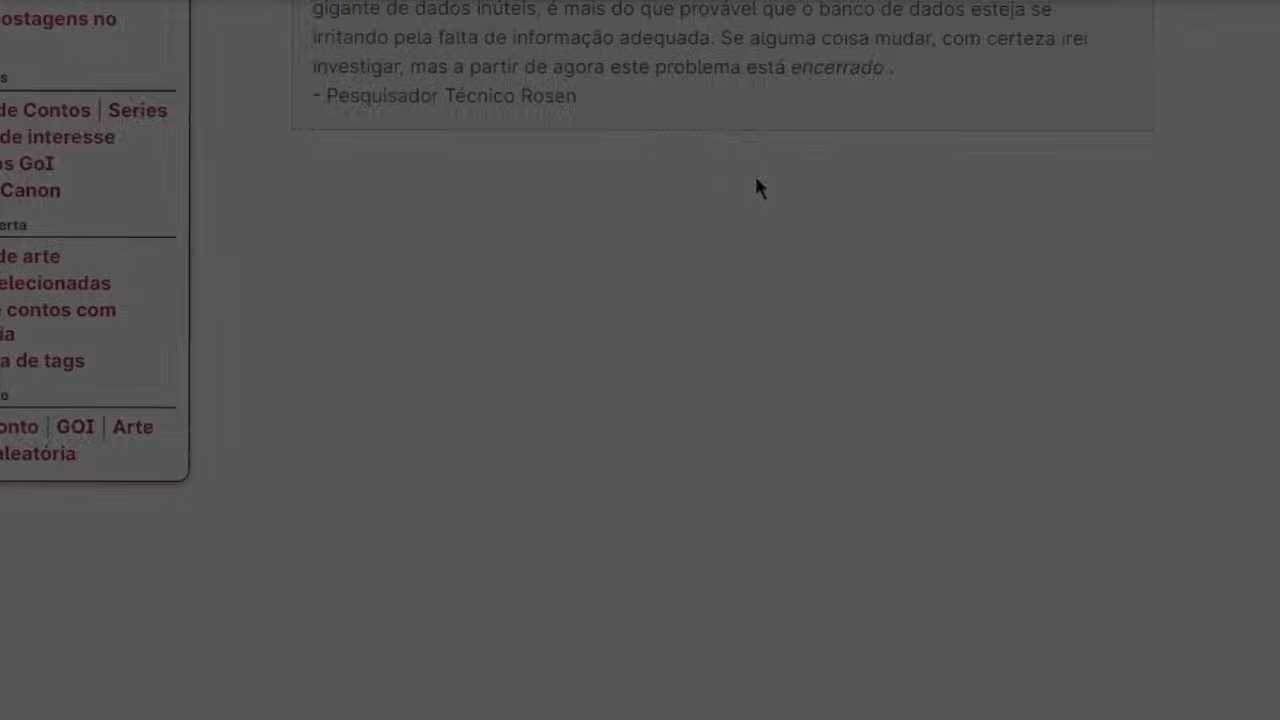 ostagens no
s
de Contos | Series
de interesse
os GoI
Canon
erta
de arte
elecionadas
e contos com
ia
a de tags
o
onto | GOI | Arte
aleatória
gigante de dados inúteis, é mais do que provável que o banco de dados esteja se
irritando pela falta de informação adequada. Se alguma coisa mudar, com certeza irei
investigar, mas a partir de agora este problema está encerrado .
- Pesquisador Técnico Rosen